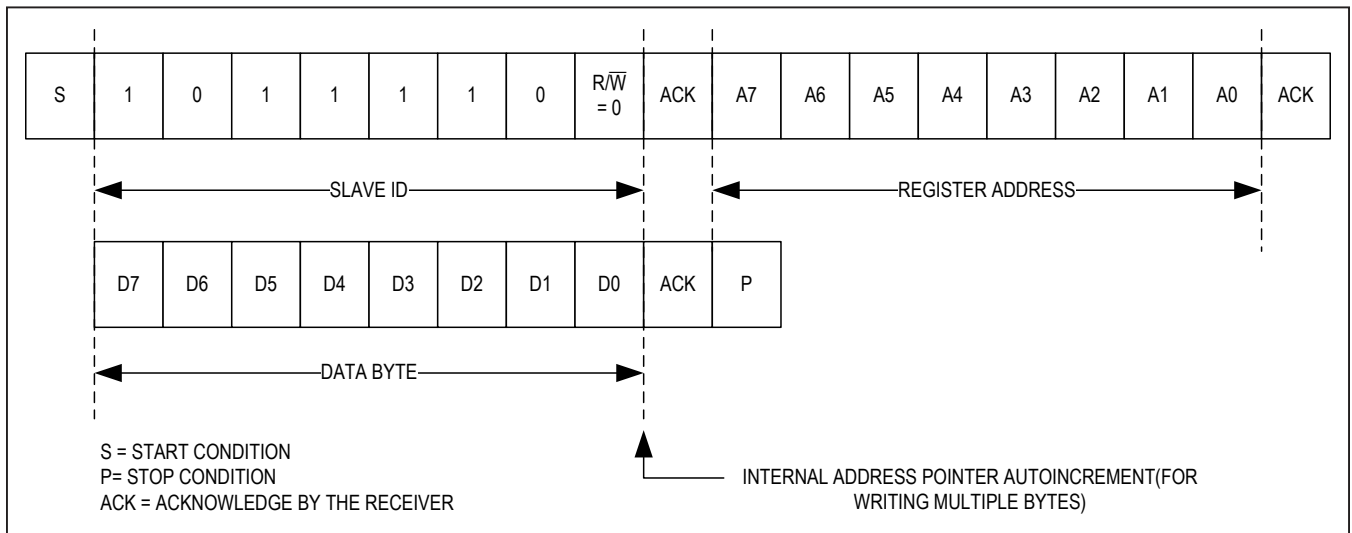 S 1 0 1 1 1 1 0 R/W̅ = 0 ACK A7 A6 A5 A4 A3 A2 A1 A0 ACK
SLAVE ID REGISTER ADDRESS
D7 D6 D5 D4 D3 D2 D1 D0 ACK P
DATA BYTE
S = START CONDITION
P= STOP CONDITION
ACK = ACKNOWLEDGE BY THE RECEIVER
INTERNAL ADDRESS POINTER AUTOINCREMENT(FOR
WRITING MULTIPLE BYTES)